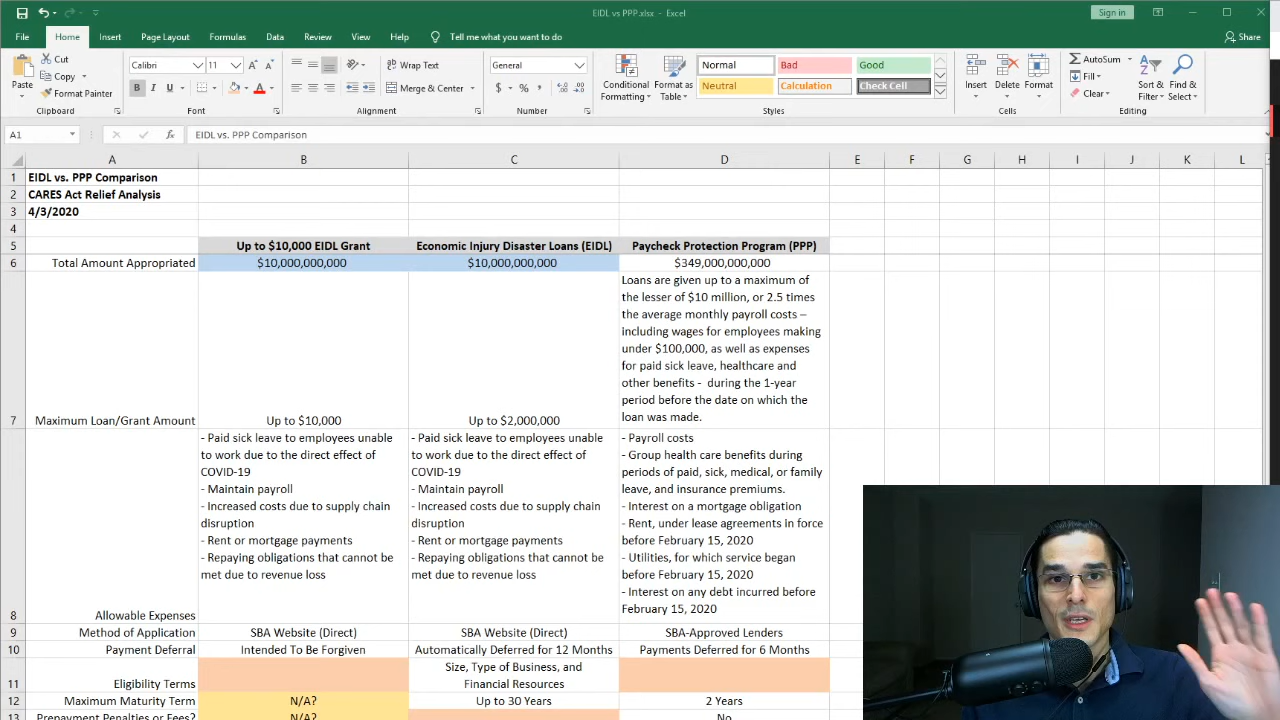 EIDL vs PPP.xlsx - Excel
Sign in
File Home Insert Page Layout Formulas Data Review View Help Tell me what you want to do Share
Paste
Cut
Copy
Format Painter
Clipboard
Calibri 11
B I U
Font
Wrap Text
Merge & Center
Alignment
General
$ % ,
Number
Conditional Formatting
Format as Table
Normal Bad Good
Neutral Calculation Check Cell
Styles
Insert Delete Format
Cells
AutoSum
Fill
Clear
Sort & Filter
Find & Select
Editing
A1 fx EIDL vs. PPP Comparison
A B C D E F G H I J K L
1 EIDL vs. PPP Comparison
2 CARES Act Relief Analysis
3 4/3/2020
4
5 Up to $10,000 EIDL Grant Economic Injury Disaster Loans (EIDL) Paycheck Protection Program (PPP)
6 Total Amount Appropriated $10,000,000,000 $10,000,000,000 $349,000,000,000
Loans are given up to a maximum of
the lesser of $10 million, or 2.5 times
the average monthly payroll costs –
including wages for employees making
under $100,000, as well as expenses
for paid sick leave, healthcare and
other benefits - during the 1-year
period before the date on which the
loan was made.
7 Maximum Loan/Grant Amount Up to $10,000 Up to $2,000,000
- Paid sick leave to employees unable
to work due to the direct effect of
COVID-19
- Maintain payroll
- Increased costs due to supply chain
disruption
- Rent or mortgage payments
- Repaying obligations that cannot be
met due to revenue loss
- Paid sick leave to employees unable
to work due to the direct effect of
COVID-19
- Maintain payroll
- Increased costs due to supply chain
disruption
- Rent or mortgage payments
- Repaying obligations that cannot be
met due to revenue loss
- Payroll costs
- Group health care benefits during
periods of paid, sick, medical, or family
leave, and insurance premiums.
- Interest on a mortgage obligation
- Rent, under lease agreements in force
before February 15, 2020
- Utilities, for which service began
before February 15, 2020
- Interest on any debt incurred before
February 15, 2020
8 Allowable Expenses
9 Method of Application SBA Website (Direct) SBA Website (Direct) SBA-Approved Lenders
10 Payment Deferral Intended To Be Forgiven Automatically Deferred for 12 Months Payments Deferred for 6 Months
Size, Type of Business, and
11 Eligibility Terms Financial Resources
12 Maximum Maturity Term N/A? Up to 30 Years 2 Years
13 Prepayment Penalties or Fees? N/A? No